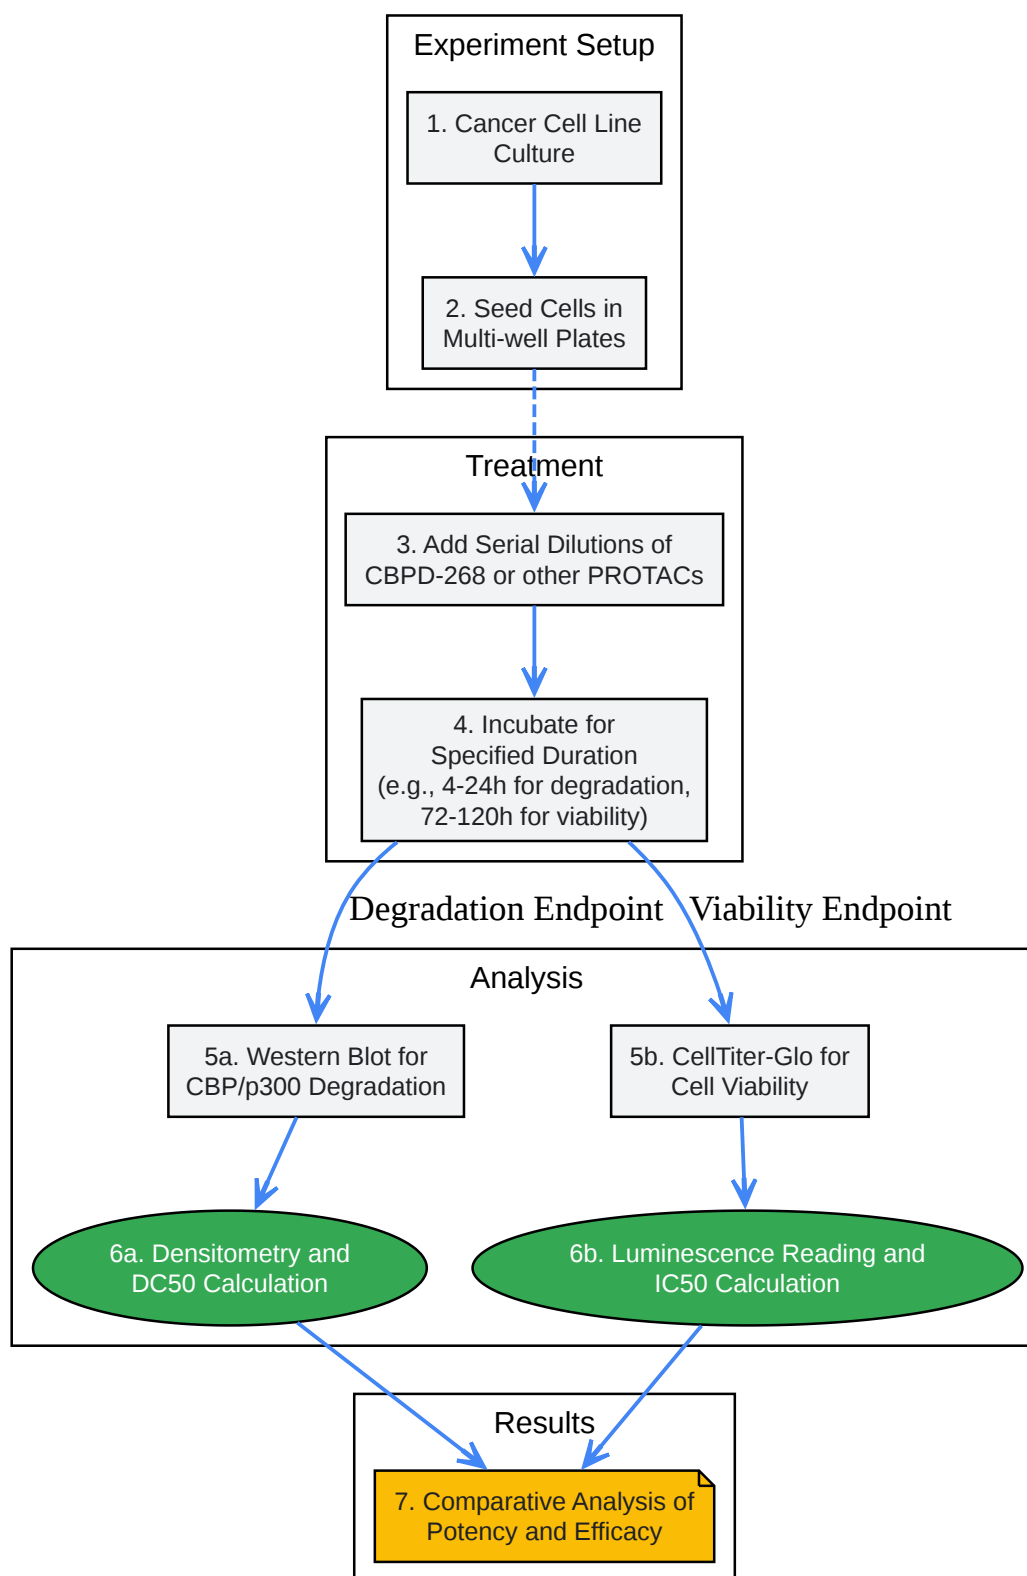 Experiment Setup
1. Cancer Cell Line
Culture
2. Seed Cells in
Multi-well Plates
Treatment
3. Add Serial Dilutions of
CBPD-268 or other PROTACs
4. Incubate for
Specified Duration
(e.g., 4-24h for degradation,
72-120h for viability)
Degradation Endpoint
Viability Endpoint
Analysis
5a. Western Blot for
CBP/p300 Degradation
5b. CellTiter-Glo for
Cell Viability
6a. Densitometry and
DC50 Calculation
6b. Luminescence Reading and
IC50 Calculation
Results
7. Comparative Analysis of
Potency and Efficacy